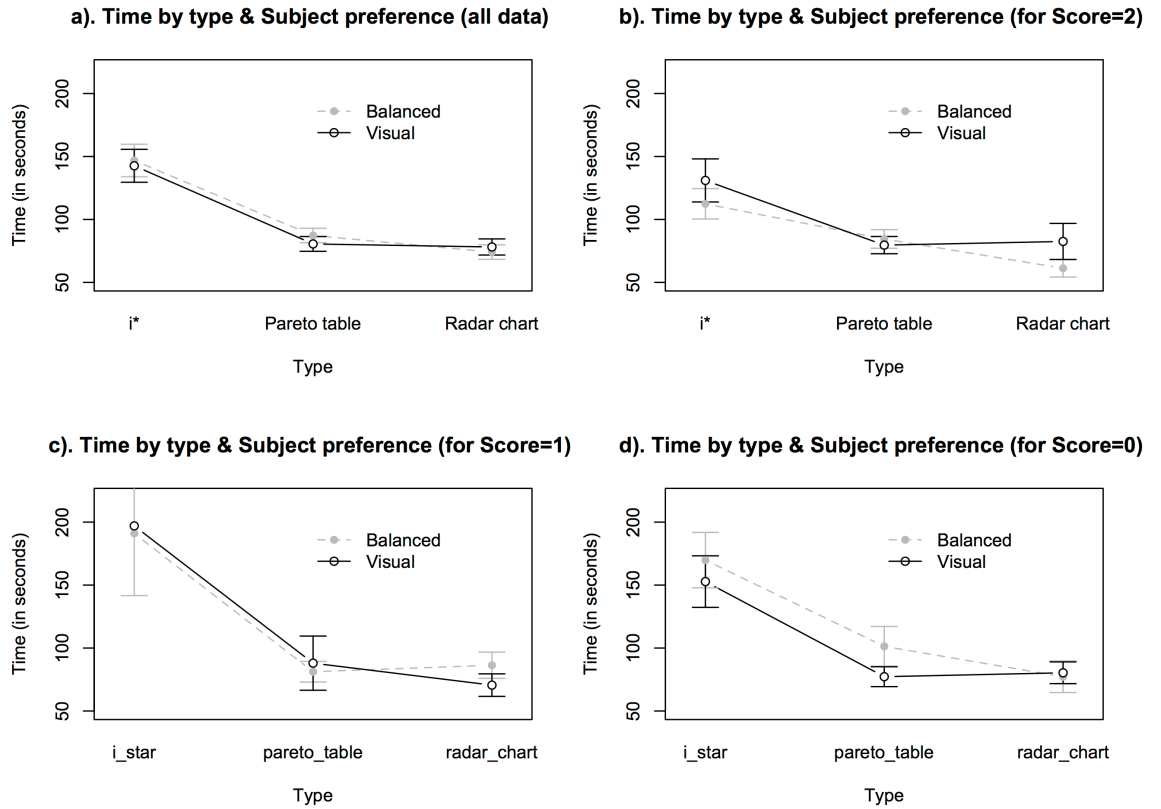 a). Time by type & Subject preference (all data)
Time (in seconds)
200
150
100
50
Balanced
Visual
i*
Pareto table
Radar chart
Type
b). Time by type & Subject preference (for Score=2)
Time (in seconds)
200
150
100
50
Balanced
Visual
i*
Pareto table
Radar chart
Type
c). Time by type & Subject preference (for Score=1)
Time (in seconds)
200
150
100
50
Balanced
Visual
i_star
pareto_table
radar_chart
Type
d). Time by type & Subject preference (for Score=0)
Time (in seconds)
200
150
100
50
Balanced
Visual
i_star
pareto_table
radar_chart
Type